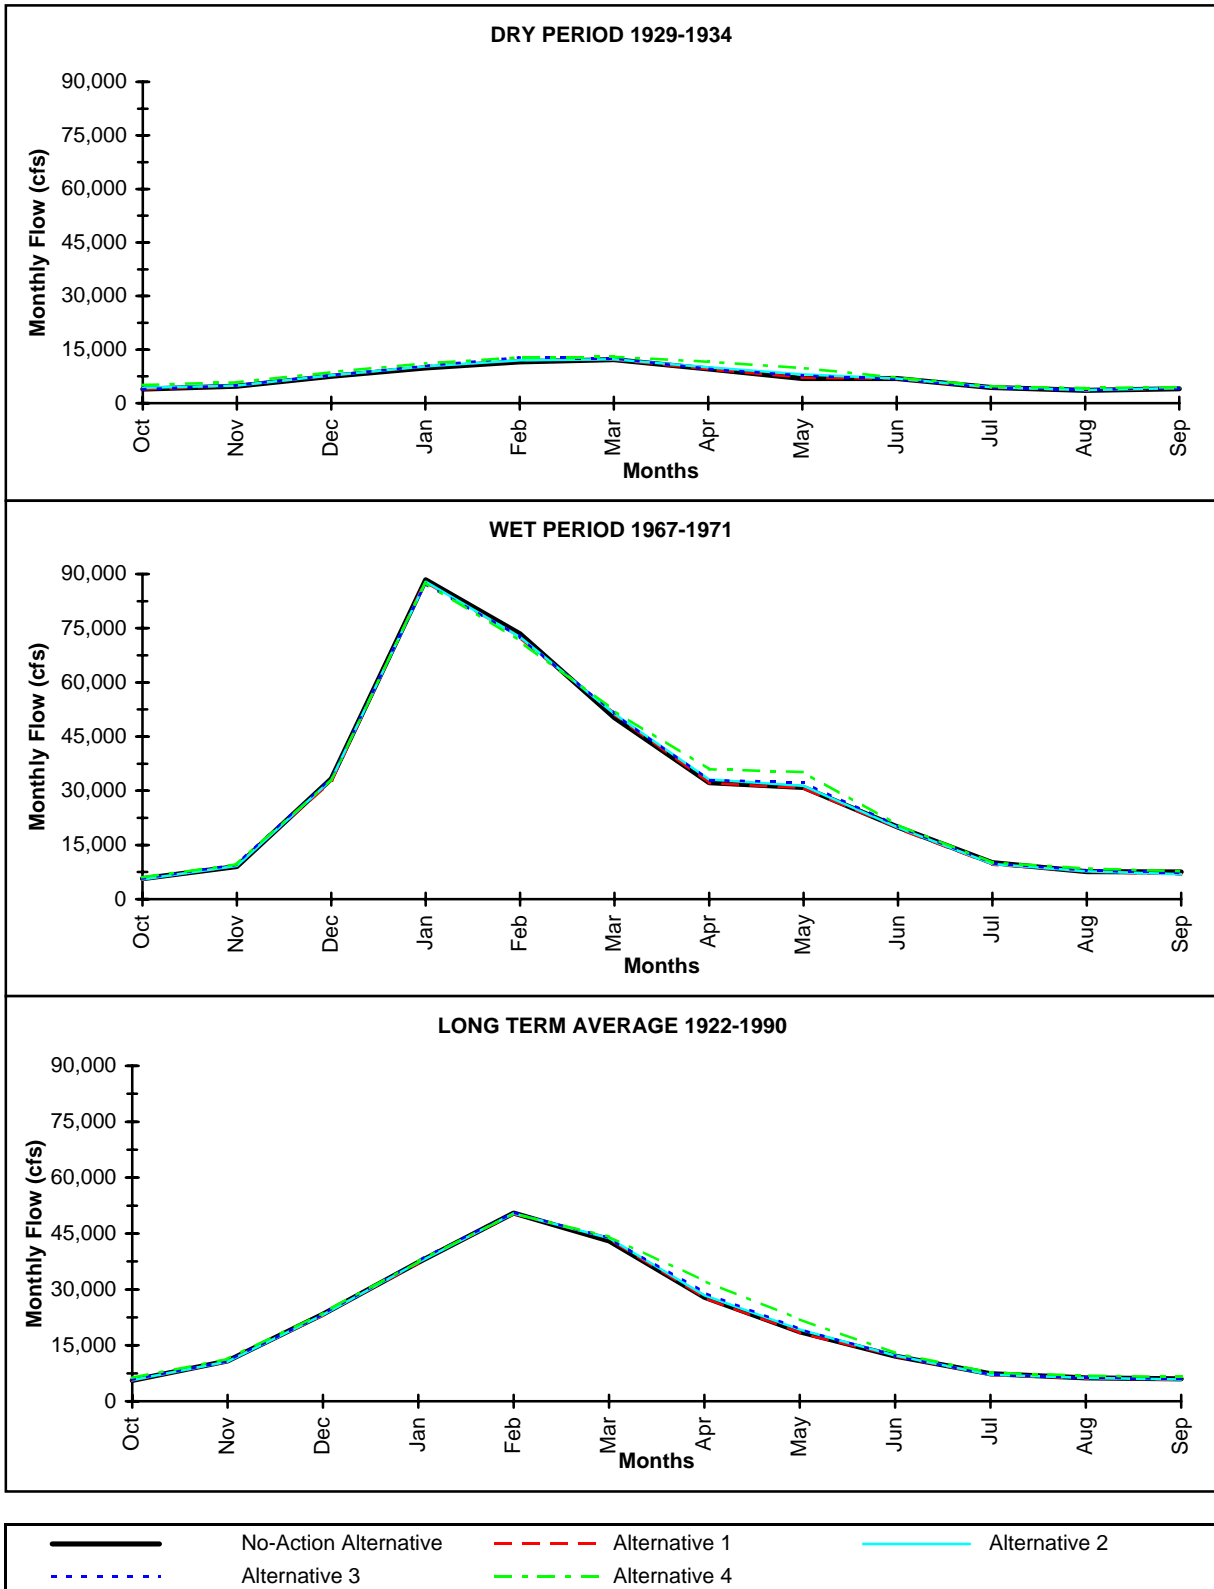 DRY PERIOD 1929-1934
90,000
75,000
60,000
45,000
30,000
15,000
0
Monthly Flow (cfs)
Oct
Nov
Dec
Jan
Feb
Mar
Apr
May
Jun
Jul
Aug
Sep
Months
WET PERIOD 1967-1971
90,000
75,000
60,000
45,000
30,000
15,000
0
Monthly Flow (cfs)
Oct
Nov
Dec
Jan
Feb
Mar
Apr
May
Jun
Jul
Aug
Sep
Months
LONG TERM AVERAGE 1922-1990
90,000
75,000
60,000
45,000
30,000
15,000
0
Monthly Flow (cfs)
Oct
Nov
Dec
Jan
Feb
Mar
Apr
May
Jun
Jul
Aug
Sep
Months
No-Action Alternative
Alternative 1
Alternative 2
Alternative 3
Alternative 4